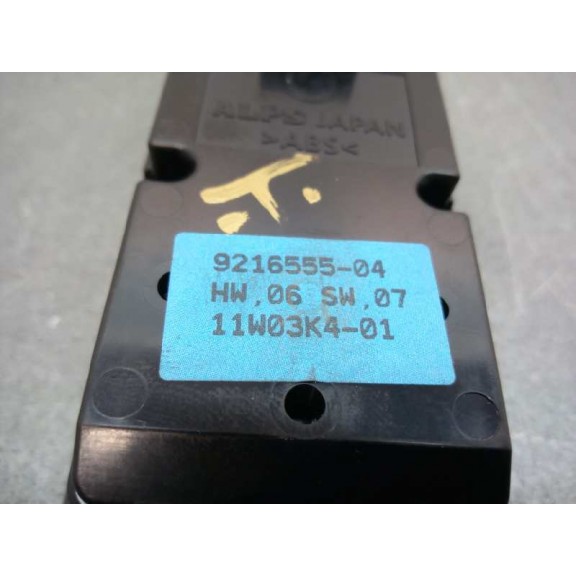 ALPS JAPAN
>ABS<
9216555-04
HW.06 SW.07
11W03K4-01